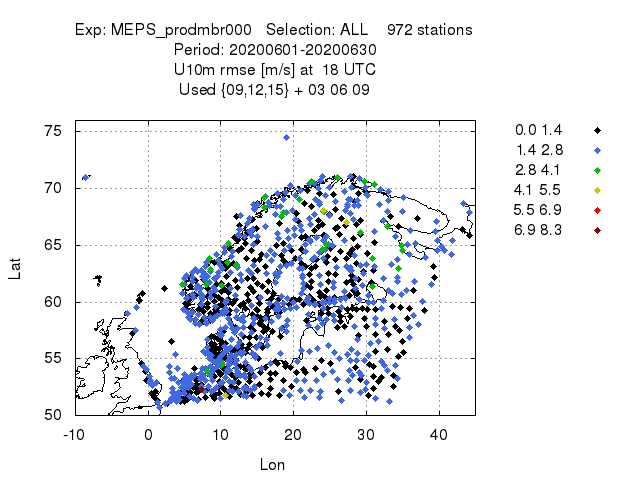 Exp: MEPS_prodmbr000 Selection: ALL 972 stations
Period: 20200601-20200630
U10m rmse [m/s] at 18 UTC
Used {09,12,15} + 03 06 09
0.0 1.4
1.4 2.8
2.8 4.1
4.1 5.5
5.5 6.9
6.9 8.3
75
70
65
60
55
50
Lat
-10 0 10 20 30 40
Lon